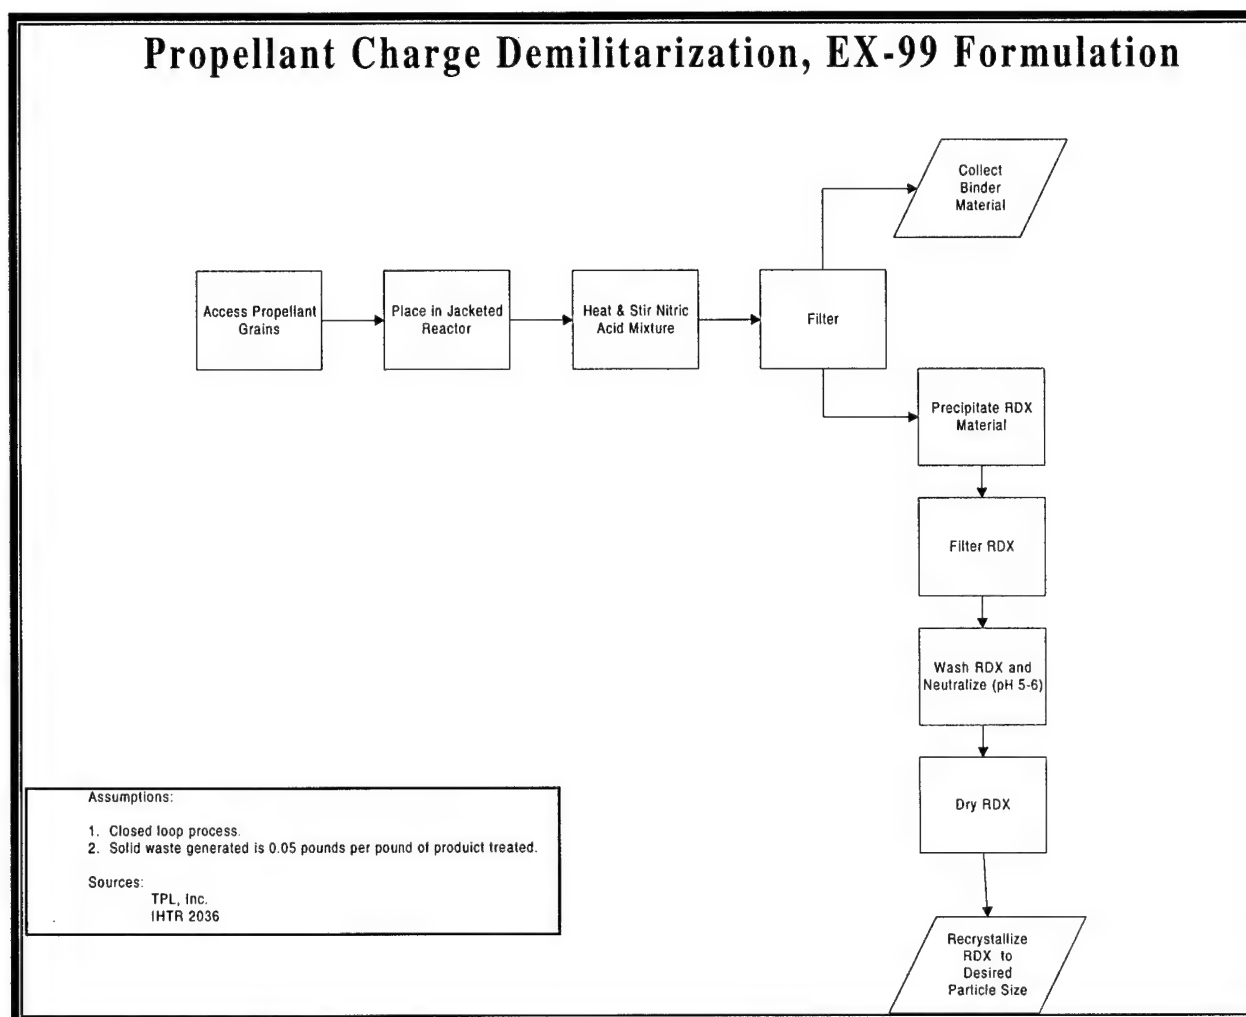 Propellant Charge Demilitarization, EX-99 Formulation
Collect
Binder
Material
Access Propellant
Grains
Place in Jacketed
Reactor
Heat & Stir Nitric
Acid Mixture
Filter
Precipitate RDX
Material
Filter RDX
Wash RDX and
Neutralize (pH 5-6)
Dry RDX
Recrystallize
RDX to
Desired
Particle Size
Assumptions:
1. Closed loop process.
2. Solid waste generated is 0.05 pounds per pound of produict treated.
Sources:
TPL, Inc.
IHTR 2036